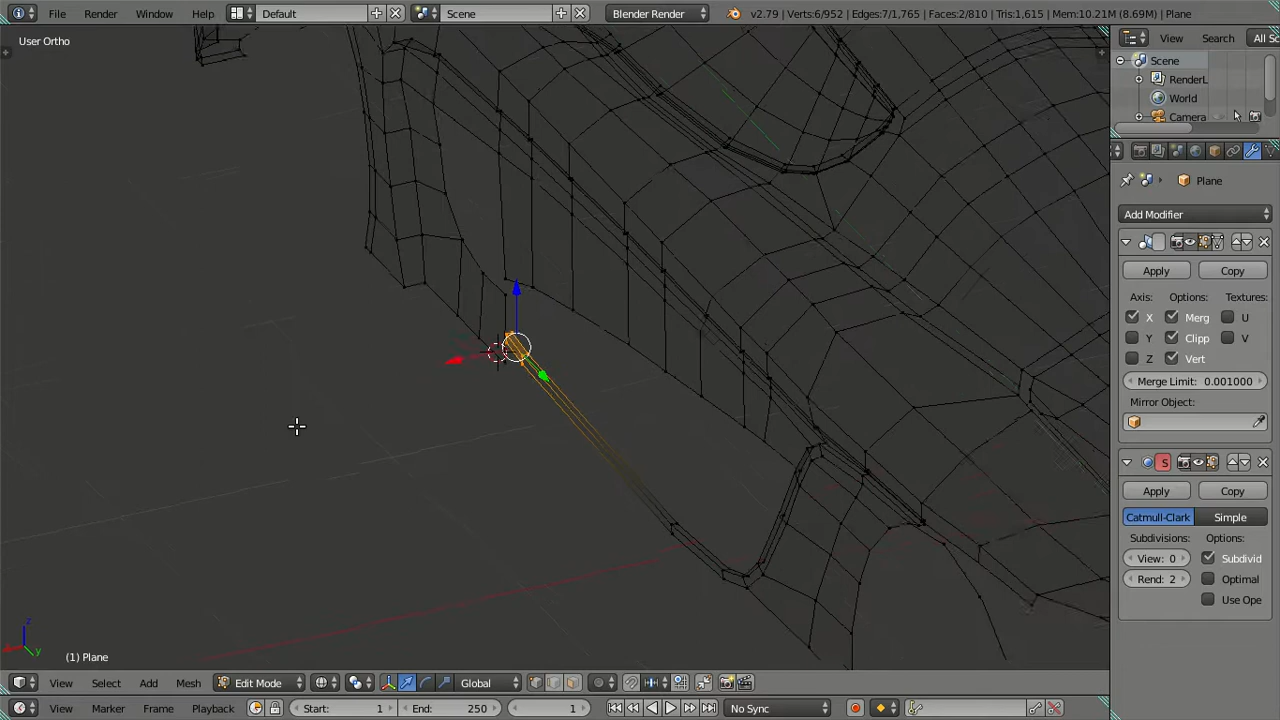 File Render Window Help Default Scene Blender Render v2.79 | Verts:6/952 | Edges:7/1,765 | Faces:2/810 | Tris:1,615 | Mem:10.21M (8.69M) | Plane
User Ortho
View Search All Sc
Scene
RenderL
World
Camera
Plane
Add Modifier
Apply Copy
Axis: Options: Textures:
X Merg U
Y Clipp V
Z Vert
Merge Limit: 0.001000
Mirror Object:
S
Apply Copy
Catmull-Clark Simple
Subdivisions: Options:
View: 0 Subdivid
Rend: 2 Optimal
Use Ope
z
y
(1) Plane
View Select Add Mesh Edit Mode Global
View Marker Frame Playback Start: 1 End: 250 1 No Sync